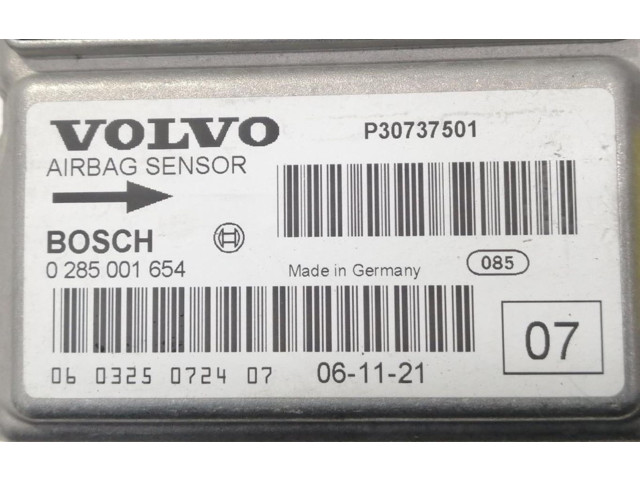 VOLVO
P30737501
AIRBAG SENSOR
BOSCH
0 285 001 654
Made in Germany
085
07
06 0325 0724 07
06-11-21